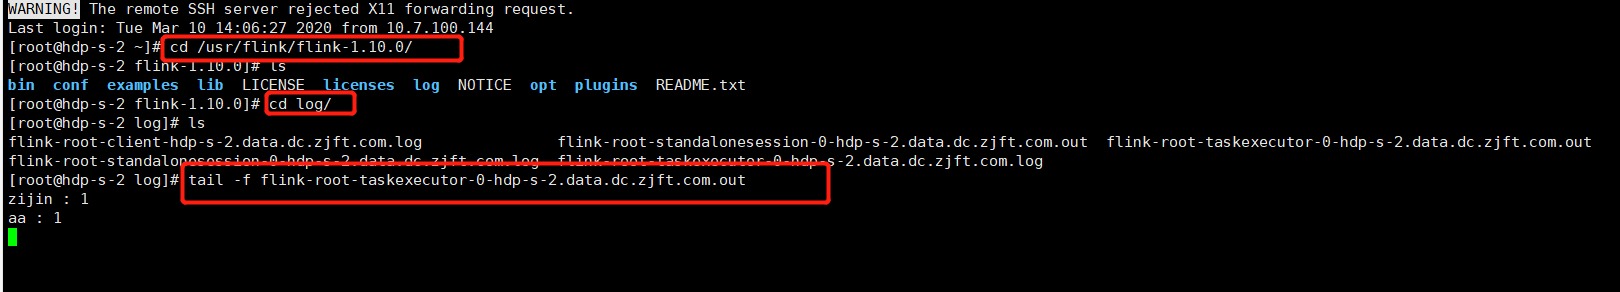 WARNING! The remote SSH server rejected X11 forwarding request.
Last login: Tue Mar 10 14:06:27 2020 from 10.7.100.144
[root@hdp-s-2 ~]# cd /usr/flink/flink-1.10.0/
[root@hdp-s-2 flink-1.10.0]# ls
bin conf examples lib LICENSE licenses log NOTICE opt plugins README.txt
[root@hdp-s-2 flink-1.10.0]# cd log/
[root@hdp-s-2 log]# ls
flink-root-client-hdp-s-2.data.dc.zjft.com.log flink-root-standalonesession-0-hdp-s-2.data.dc.zjft.com.out flink-root-taskexecutor-0-hdp-s-2.data.dc.zjft.com.out
flink-root-standalonesession-0-hdp-s-2.data.dc.zjft.com.log flink-root-taskexecutor-0-hdp-s-2.data.dc.zjft.com.log
[root@hdp-s-2 log]# tail -f flink-root-taskexecutor-0-hdp-s-2.data.dc.zjft.com.out
zijin : 1
aa : 1